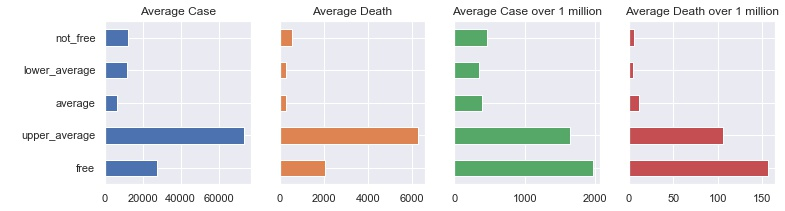 Average Case
Average Death
Average Case over 1 million
Average Death over 1 million
not_free
lower_average
average
upper_average
free
0 20000 40000 60000
0 2000 4000 6000
0 1000 2000
0 50 100 150